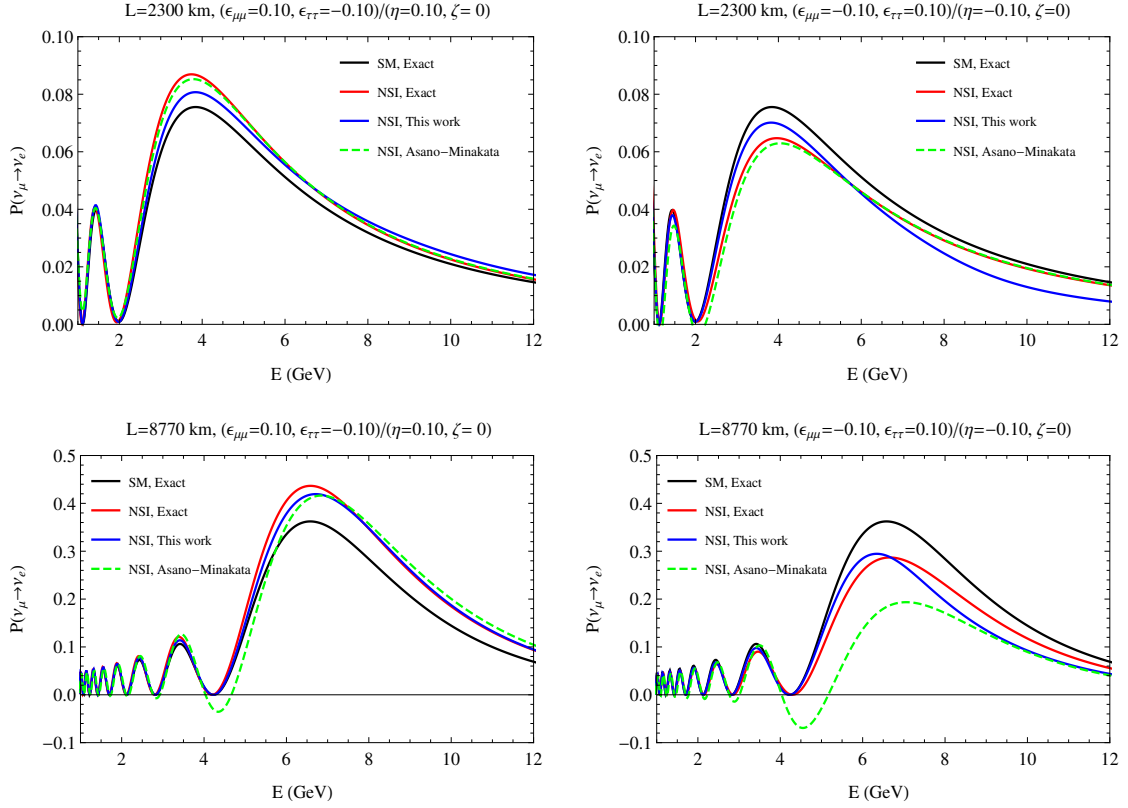 L=2300 km, (ϵμμ=0.10, ϵττ=−0.10)/(η=0.10, ζ= 0)
0.10
0.08
0.06
0.04
0.02
0.00
P(νμ→νe)
SM, Exact
NSI, Exact
NSI, This work
NSI, Asano−Minakata
2 4 6 8 10 12
E (GeV)
L=2300 km, (ϵμμ=−0.10, ϵττ=0.10)/(η=−0.10, ζ= 0)
0.10
0.08
0.06
0.04
0.02
0.00
P(νμ→νe)
SM, Exact
NSI, Exact
NSI, This work
NSI, Asano−Minakata
2 4 6 8 10 12
E (GeV)
L=8770 km, (ϵμμ=0.10, ϵττ=−0.10)/(η=0.10, ζ= 0)
0.5
0.4
0.3
0.2
0.1
0.0
−0.1
P(νμ→νe)
SM, Exact
NSI, Exact
NSI, This work
NSI, Asano−Minakata
2 4 6 8 10 12
E (GeV)
L=8770 km, (ϵμμ=−0.10, ϵττ=0.10)/(η=−0.10, ζ=0)
0.5
0.4
0.3
0.2
0.1
0.0
−0.1
P(νμ→νe)
SM, Exact
NSI, Exact
NSI, This work
NSI, Asano−Minakata
2 4 6 8 10 12
E (GeV)